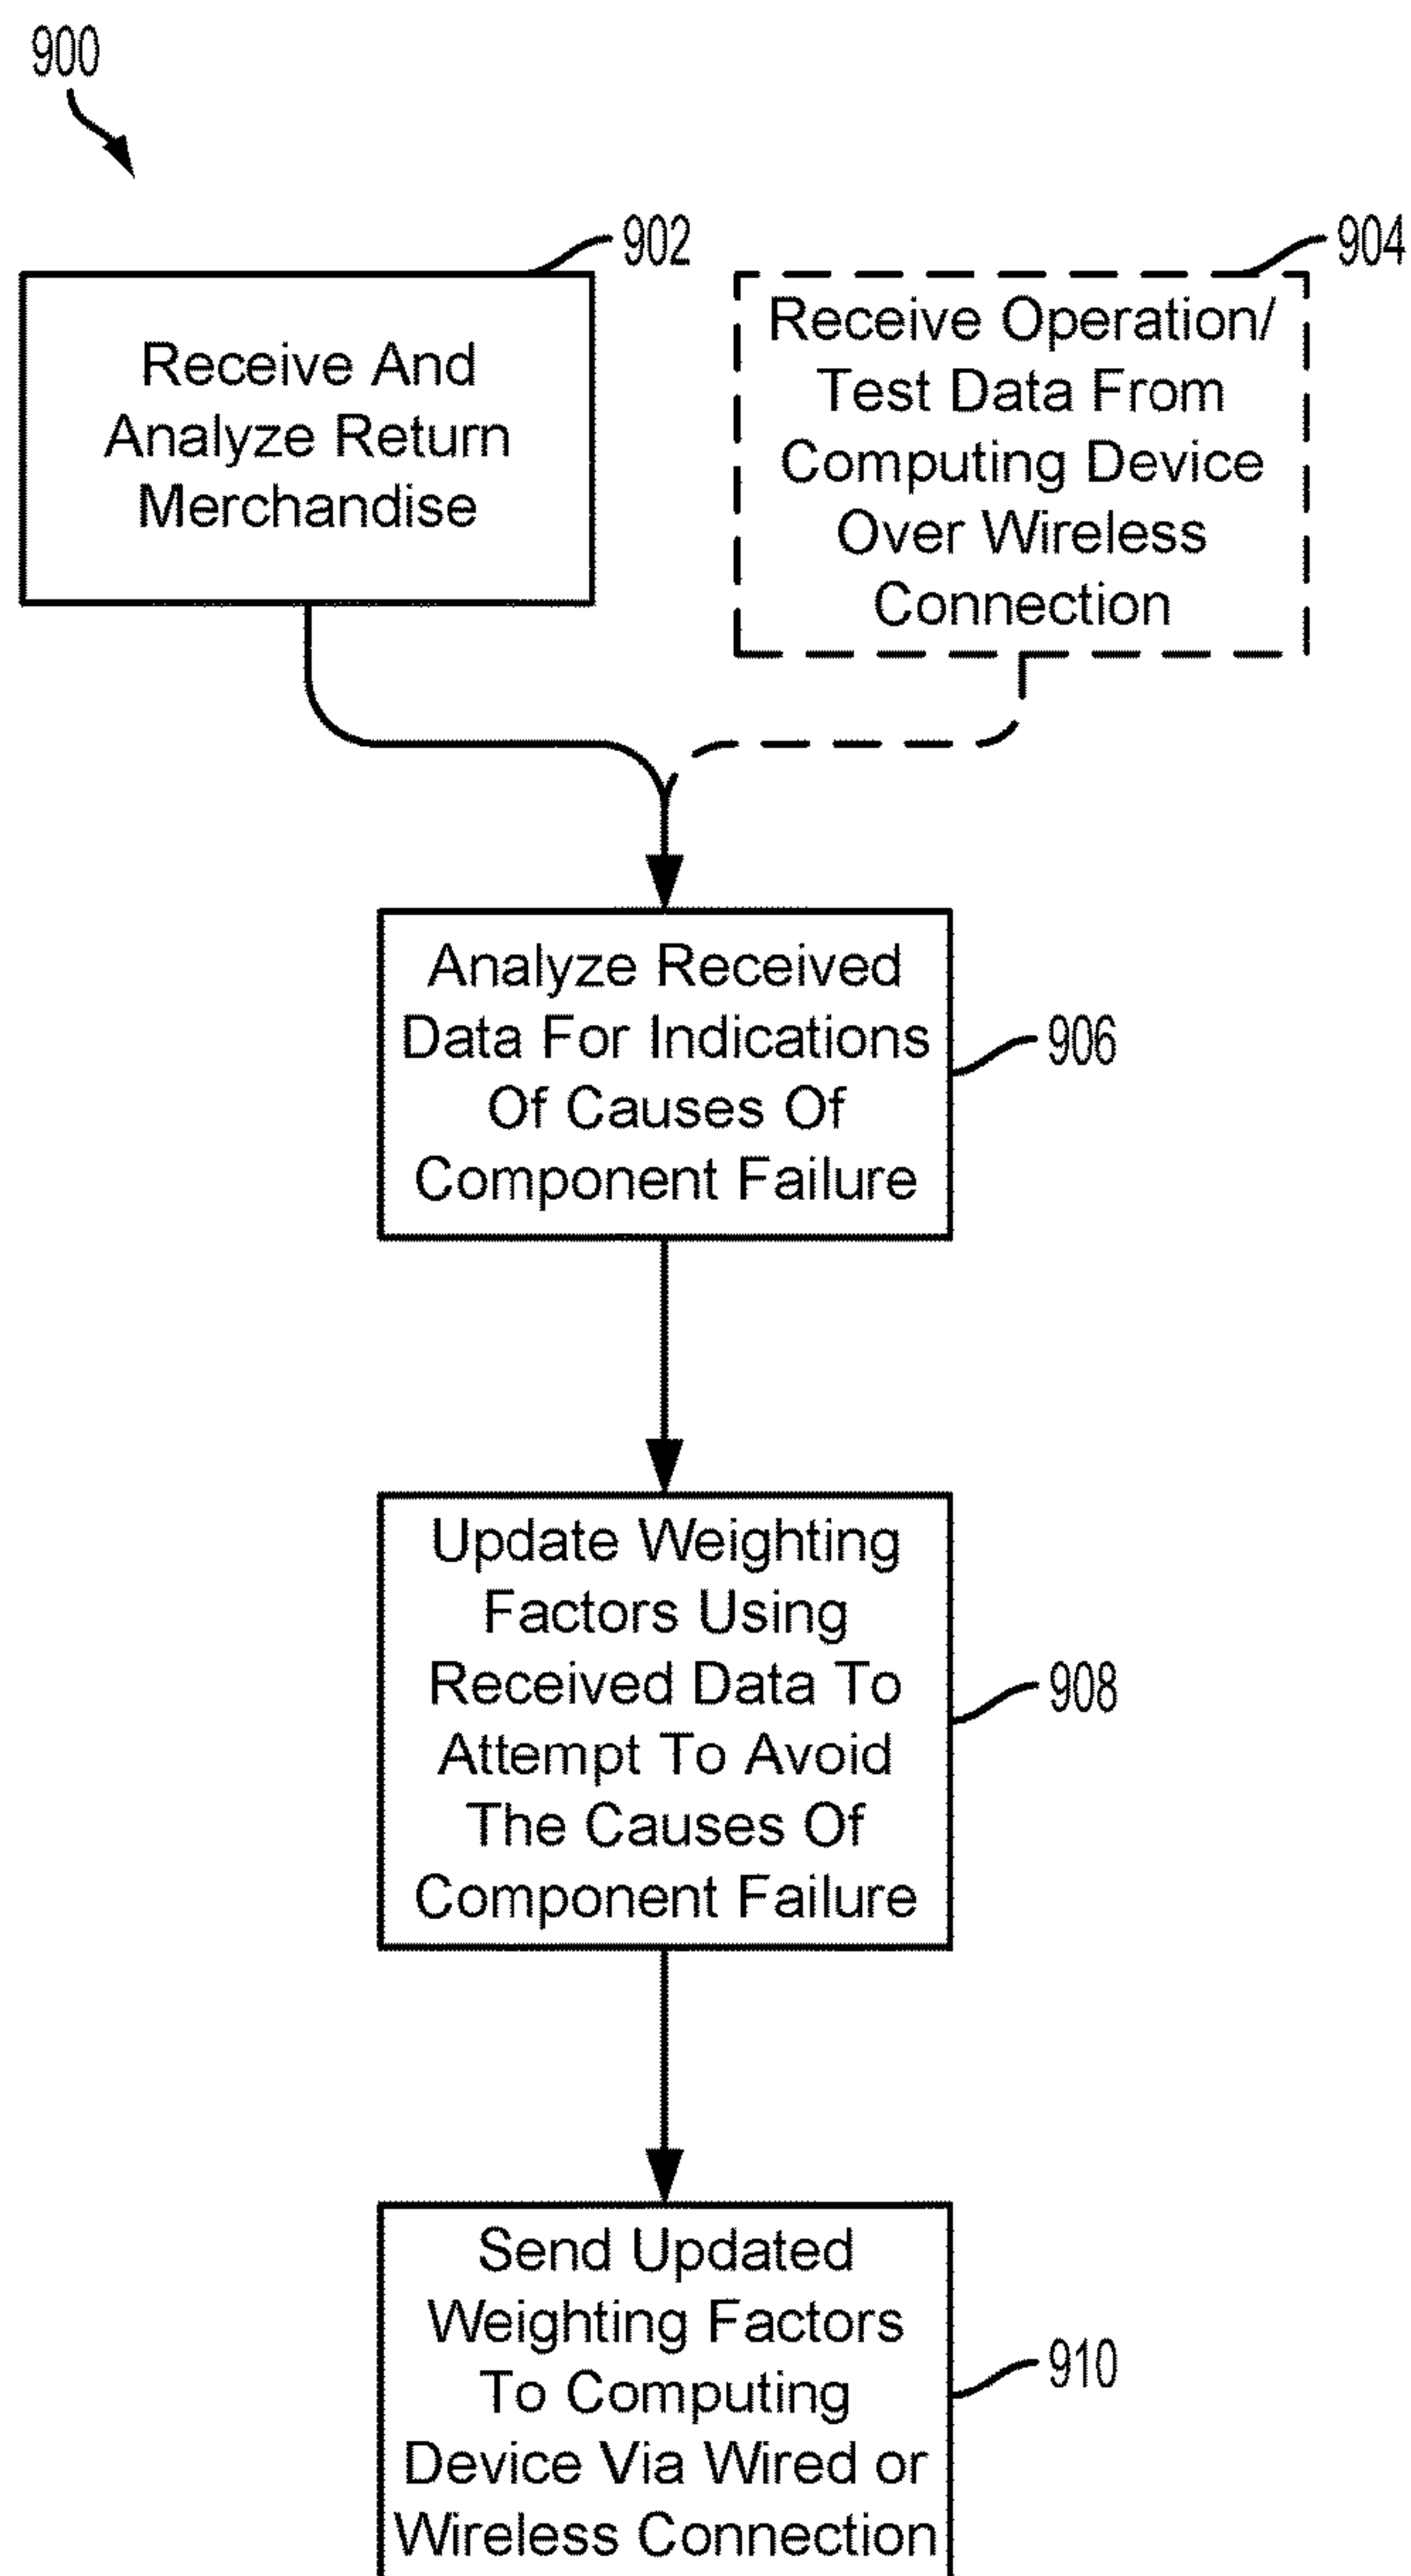 900
902
Receive And
Analyze Return
Merchandise
904
Receive Operation/
Test Data From
Computing Device
Over Wireless
Connection
Analyze Received
Data For Indications
Of Causes Of
Component Failure
906
Update Weighting
Factors Using
Received Data To
Attempt To Avoid
The Causes Of
Component Failure
908
Send Updated
Weighting Factors
To Computing
Device Via Wired or
Wireless Connection
910